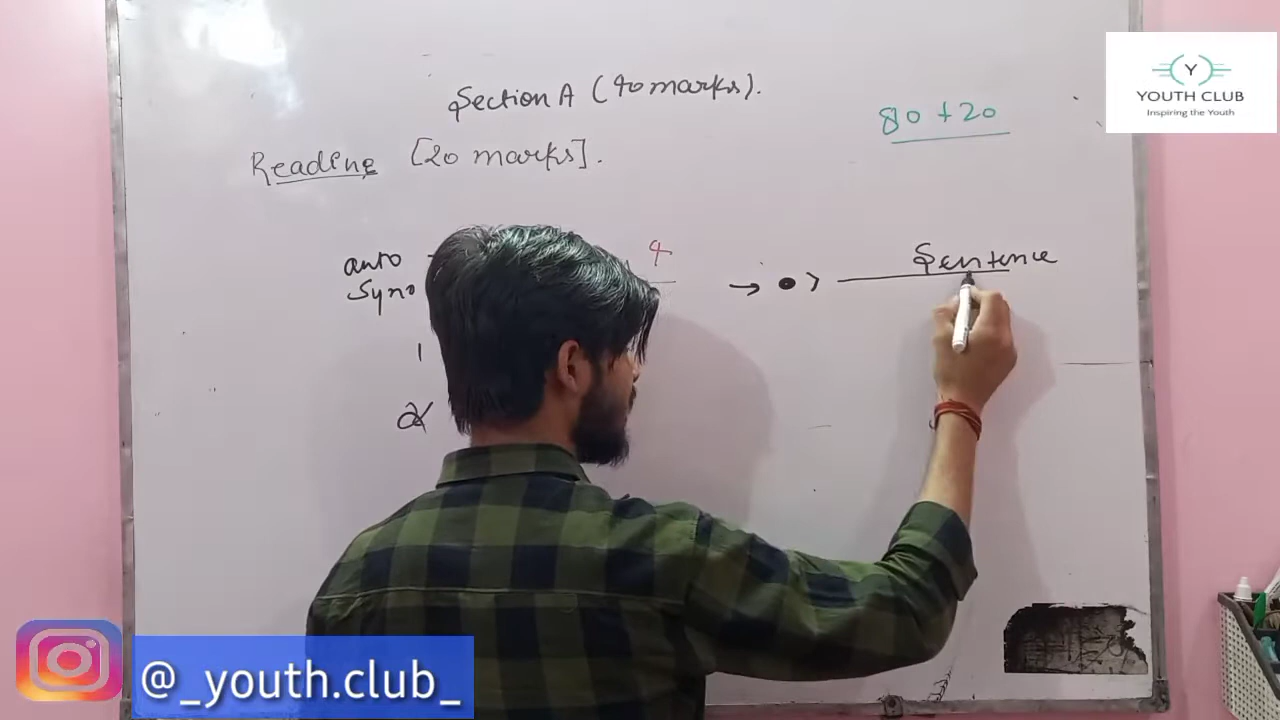 Section A (40 marks).
80 + 20
Reading [20 marks].
anto
Syno
4
→ • > Sentence
1
2
Y
YOUTH CLUB
Inspiring the Youth
@_youth.club_